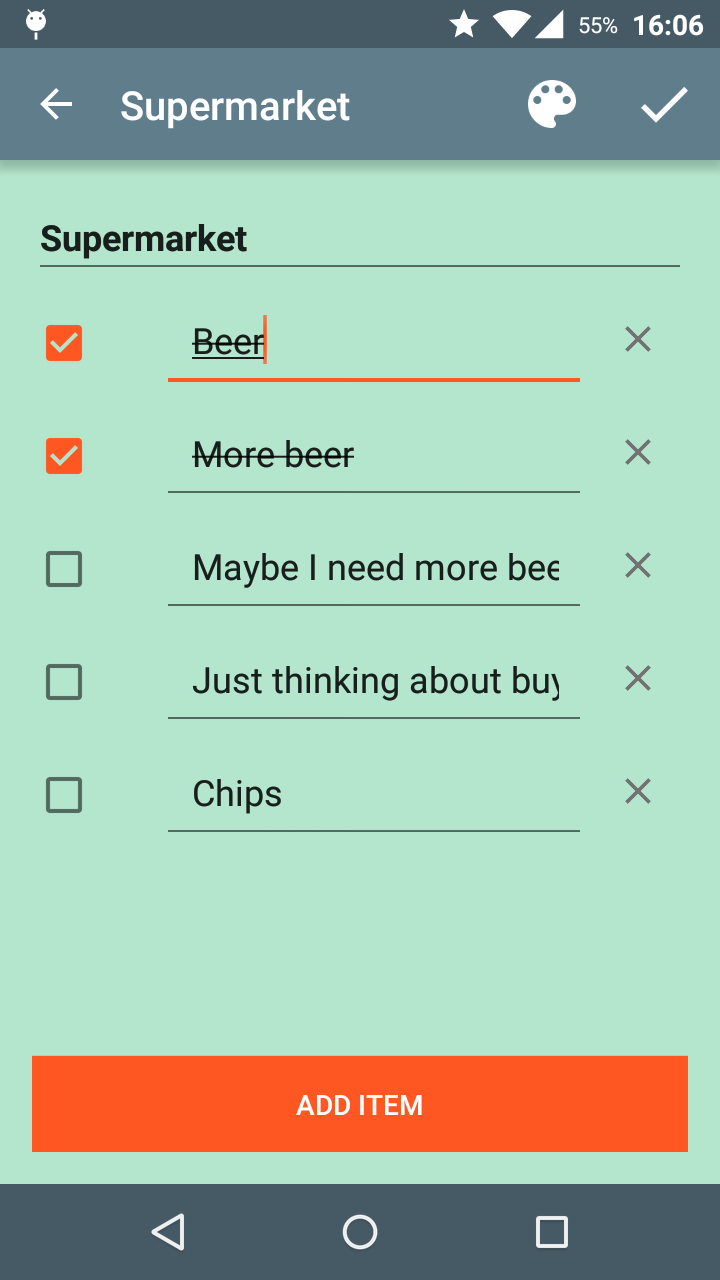 55% 16:06
Supermarket
Supermarket
Beer
More beer
Maybe I need more bee
Just thinking about buy
Chips
ADD ITEM